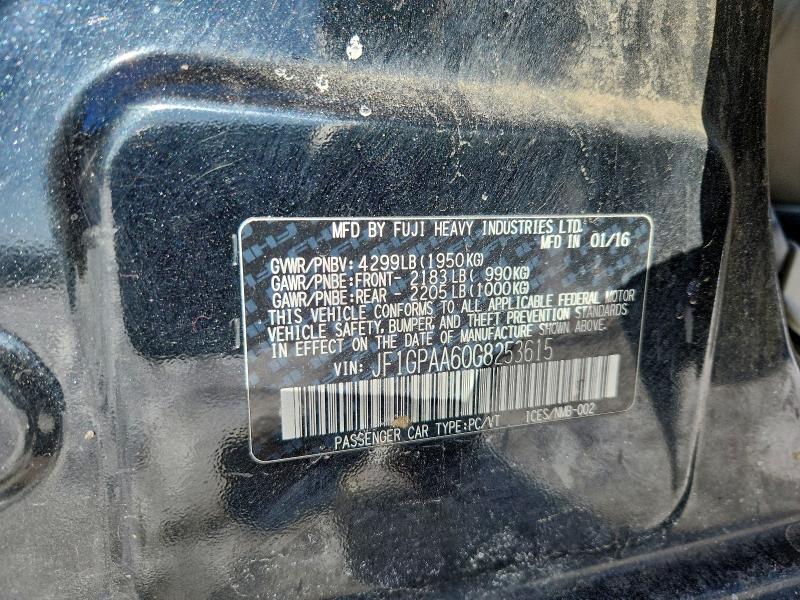 MFD BY FUJI HEAVY INDUSTRIES LTD.
MFD IN 01/16
GVWR/PNBV: 4299LB(1950KG)
GAWR/PNBE:FRONT- 2183LB( 990KG)
GAWR/PNBE:REAR - 2205LB(1000KG)
THIS VEHICLE CONFORMS TO ALL APPLICABLE FEDERAL MOTOR
VEHICLE SAFETY, BUMPER, AND THEFT PREVENTION STANDARDS
IN EFFECT ON THE DATE OF MANUFACTURE SHOWN ABOVE.
VIN: JF1GPAA60G8253615
PASSENGER CAR TYPE:PC/VT ICES/NMB-002